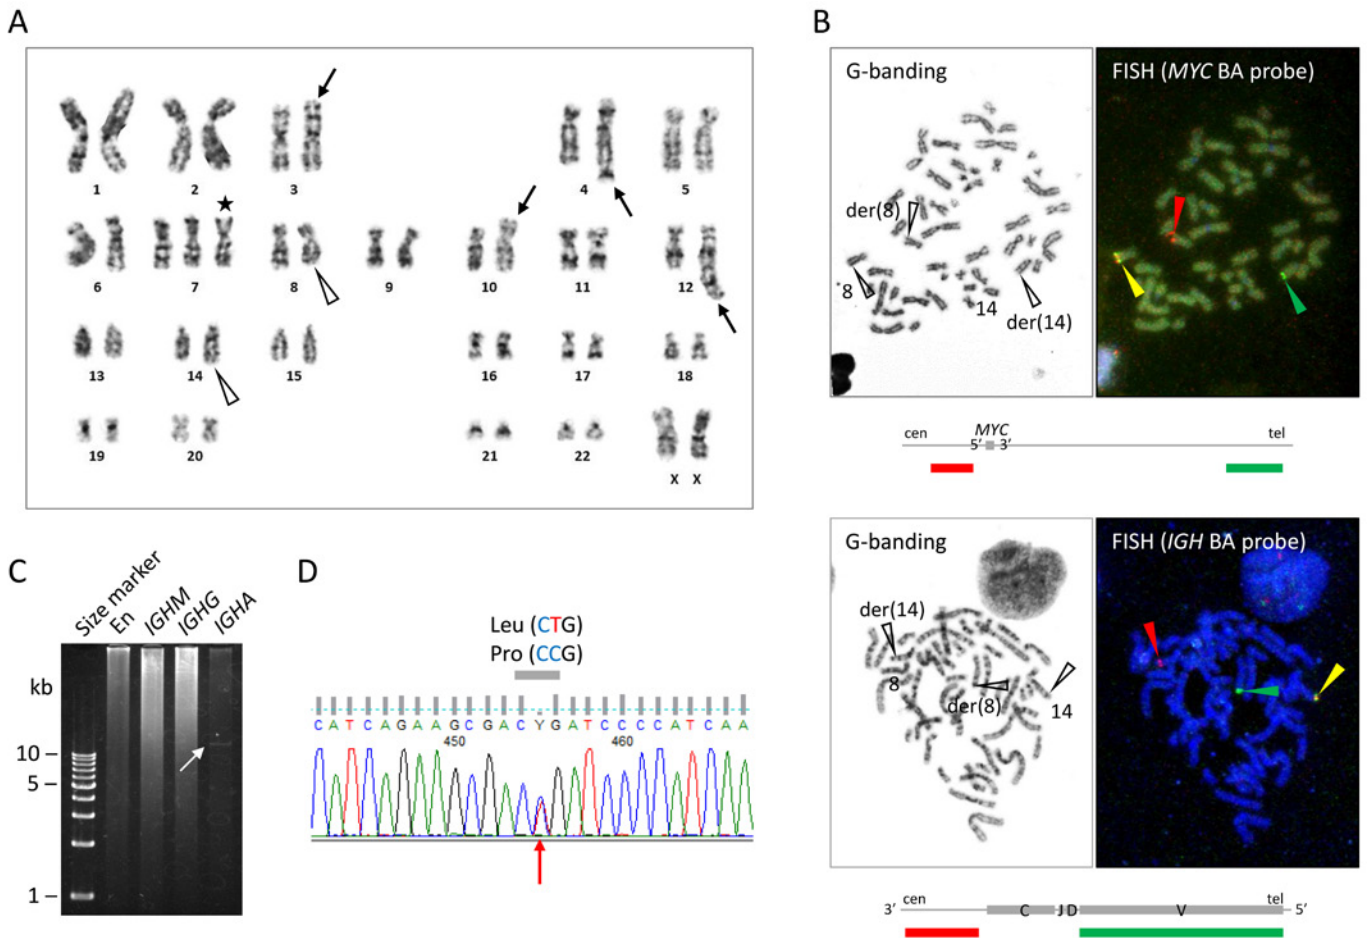 A
1 2 3 4 5
★
6 7 8 9 10 11 12
13 14 15 16 17 18
19 20 21 22 X X
B
G-banding
FISH (MYC BA probe)
der(8)
8
14
der(14)
MYC
cen 5′ 3′ tel
G-banding
FISH (IGH BA probe)
der(14)
8
der(8)
14
cen tel
3′ C J D V 5′
C
Size marker
En
IGHM
IGHG
IGHA
kb
10
5
1
D
Leu (CTG)
Pro (CCG)
CATCAGAAGCGACYGATCCCCATCAA
450 460